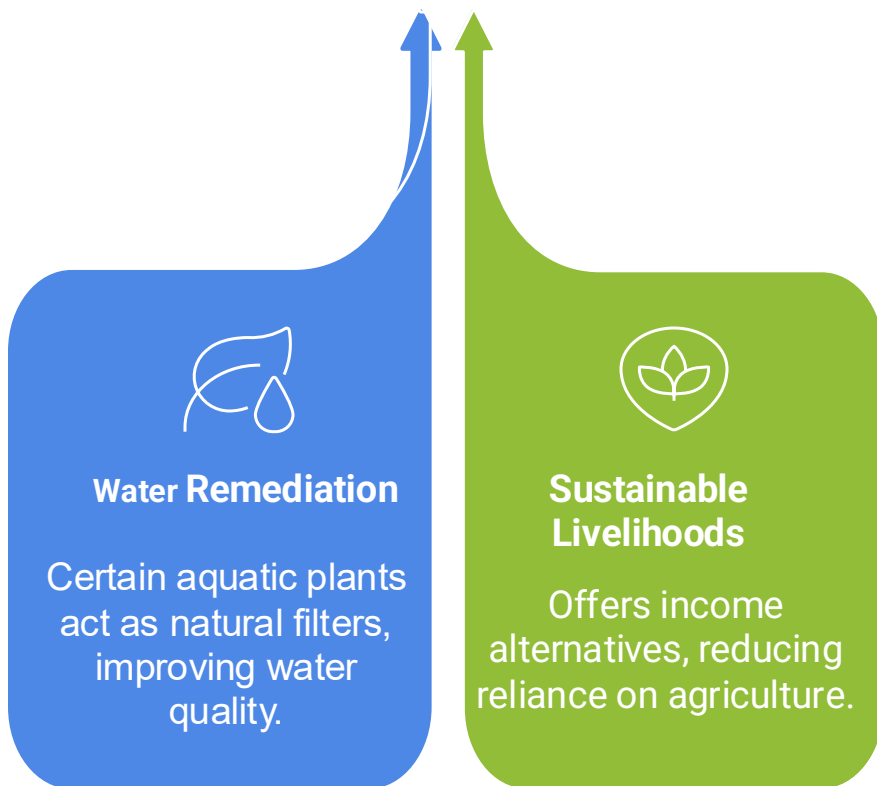 Water Remediation
Certain aquatic plants
act as natural filters,
improving water
quality.
Sustainable
Livelihoods
Offers income
alternatives, reducing
reliance on agriculture.